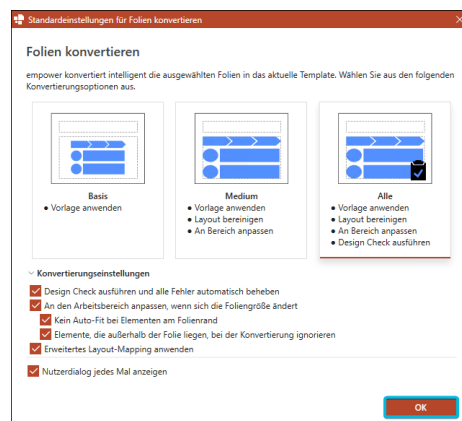 Standardeinstellungen für Folien konvertieren
Folien konvertieren
empower konvertiert intelligent die ausgewählten Folien in das aktuelle Template. Wählen Sie aus den folgenden
Konvertierungsoptionen aus.
Basis
• Vorlage anwenden
Medium
• Vorlage anwenden
• Layout bereinigen
• An Bereich anpassen
Alle
• Vorlage anwenden
• Layout bereinigen
• An Bereich anpassen
• Design Check ausführen
Konvertierungseinstellungen
Design Check ausführen und alle Fehler automatisch beheben
An den Arbeitsbereich anpassen, wenn sich die Foliengröße ändert
Kein Auto-Fit bei Elementen am Folienrand
Elemente, die außerhalb der Folie liegen, bei der Konvertierung ignorieren
Erweitertes Layout-Mapping anwenden
Nutzerdialog jedes Mal anzeigen
OK